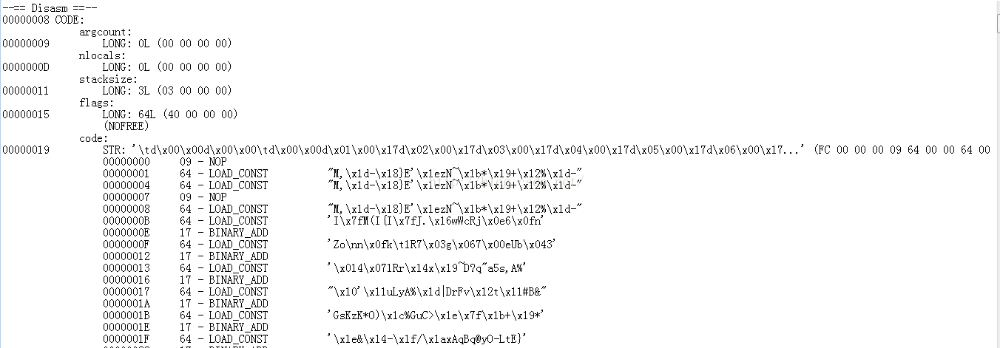 --== Disasm ==--
00000008 CODE:
argcount:
00000009 LONG: 0L (00 00 00 00)
nlocals:
0000000D LONG: 0L (00 00 00 00)
stacksize:
00000011 LONG: 3L (03 00 00 00)
flags:
00000015 LONG: 64L (40 00 00 00)
(NOFREE)
code:
00000019 STR: '\td\x00\x00d\x00\x00\td\x00\x00d\x01\x00\x17d\x02\x00\x17d\x03\x00\x17d\x04\x00\x17d\x05\x00\x17d\x06\x00\x17...' (FC 00 00 00 09 64 00 00 64 00
00000000 09 - NOP
00000001 64 - LOAD_CONST "M,\x1d-\x18}E'\x1ezN~\x1b*\x19+\x12%\x1d-"
00000004 64 - LOAD_CONST "M,\x1d-\x18}E'\x1ezN~\x1b*\x19+\x12%\x1d-"
00000007 09 - NOP
00000008 64 - LOAD_CONST "M,\x1d-\x18}E'\x1ezN~\x1b*\x19+\x12%\x1d-"
0000000B 64 - LOAD_CONST 'I\x7fM(I{I\x7fJ.\x16wWcRj\x0e6\x0fn'
0000000E 17 - BINARY_ADD
0000000F 64 - LOAD_CONST 'Zo\nn\x0fk\t1R7\x03g\x067\x00eUb\x043'
00000012 17 - BINARY_ADD
00000013 64 - LOAD_CONST '\x014\x071Rr\x14x\x19~D?q"a5s,A%'
00000016 17 - BINARY_ADD
00000017 64 - LOAD_CONST "\x10'\x11uLyA%\x1d|DrFv\x12t\x11#B&"
0000001A 17 - BINARY_ADD
0000001B 64 - LOAD_CONST 'GsKzK*O)\x1c%GuC>\x1e\x7f\x1b+\x19*'
0000001E 17 - BINARY_ADD
0000001F 64 - LOAD_CONST '\x1e&\x14-\x1f/\x1axAqBq@yO-LtE}'